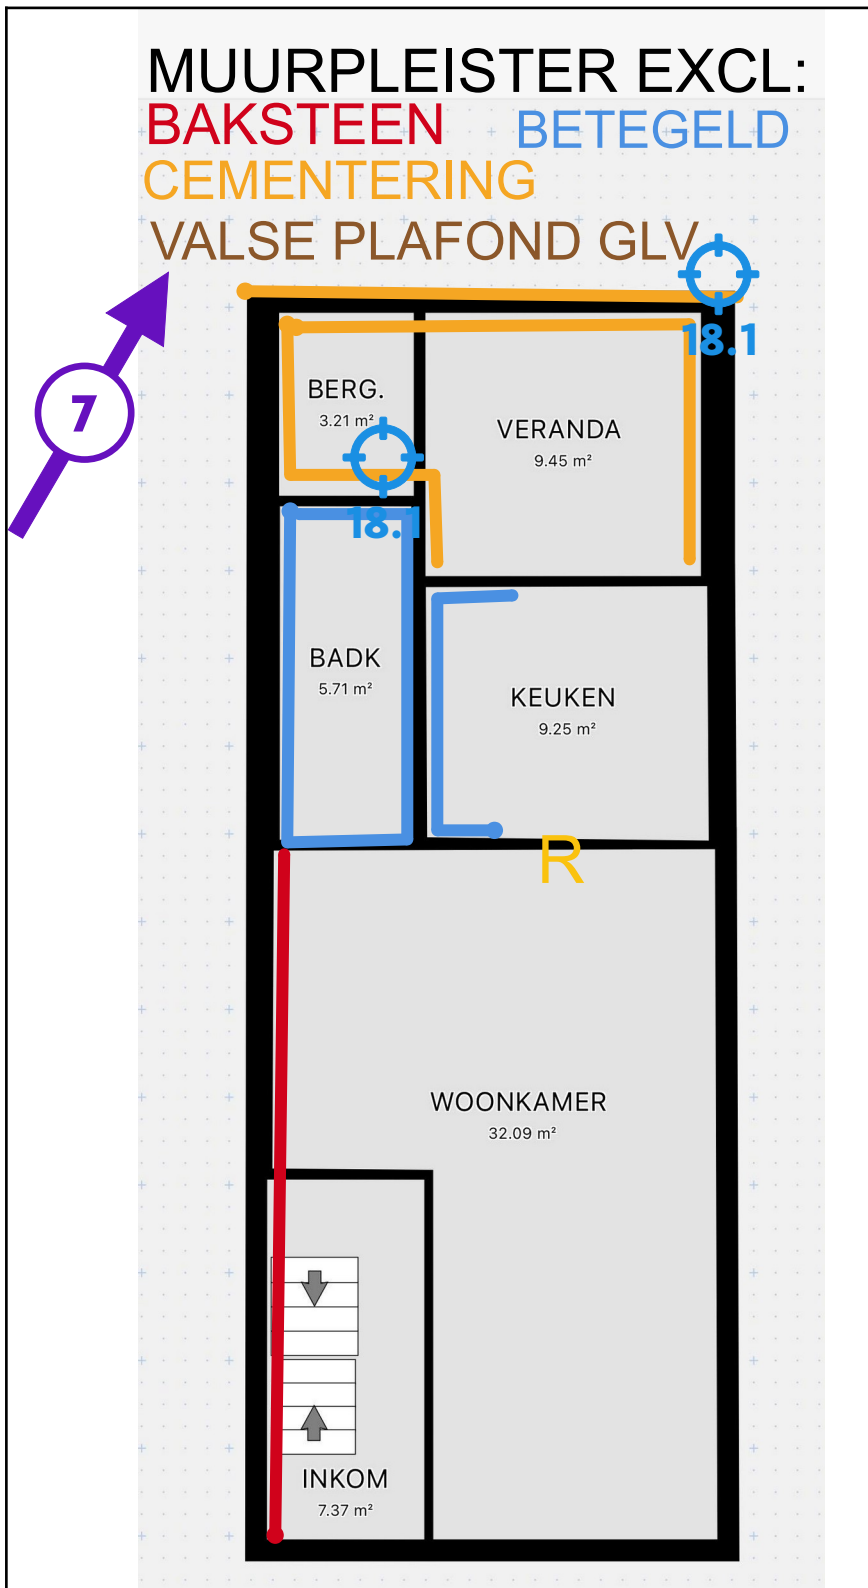 MUURPLEISTER EXCL:
BAKSTEEN BETEGELD
CEMENTERING
VALSE PLAFOND GLV
18.1
7
BERG.
3.21 m²
VERANDA
9.45 m²
18.1
BADK
5.71 m²
KEUKEN
9.25 m²
R
WOONKAMER
32.09 m²
INKOM
7.37 m²